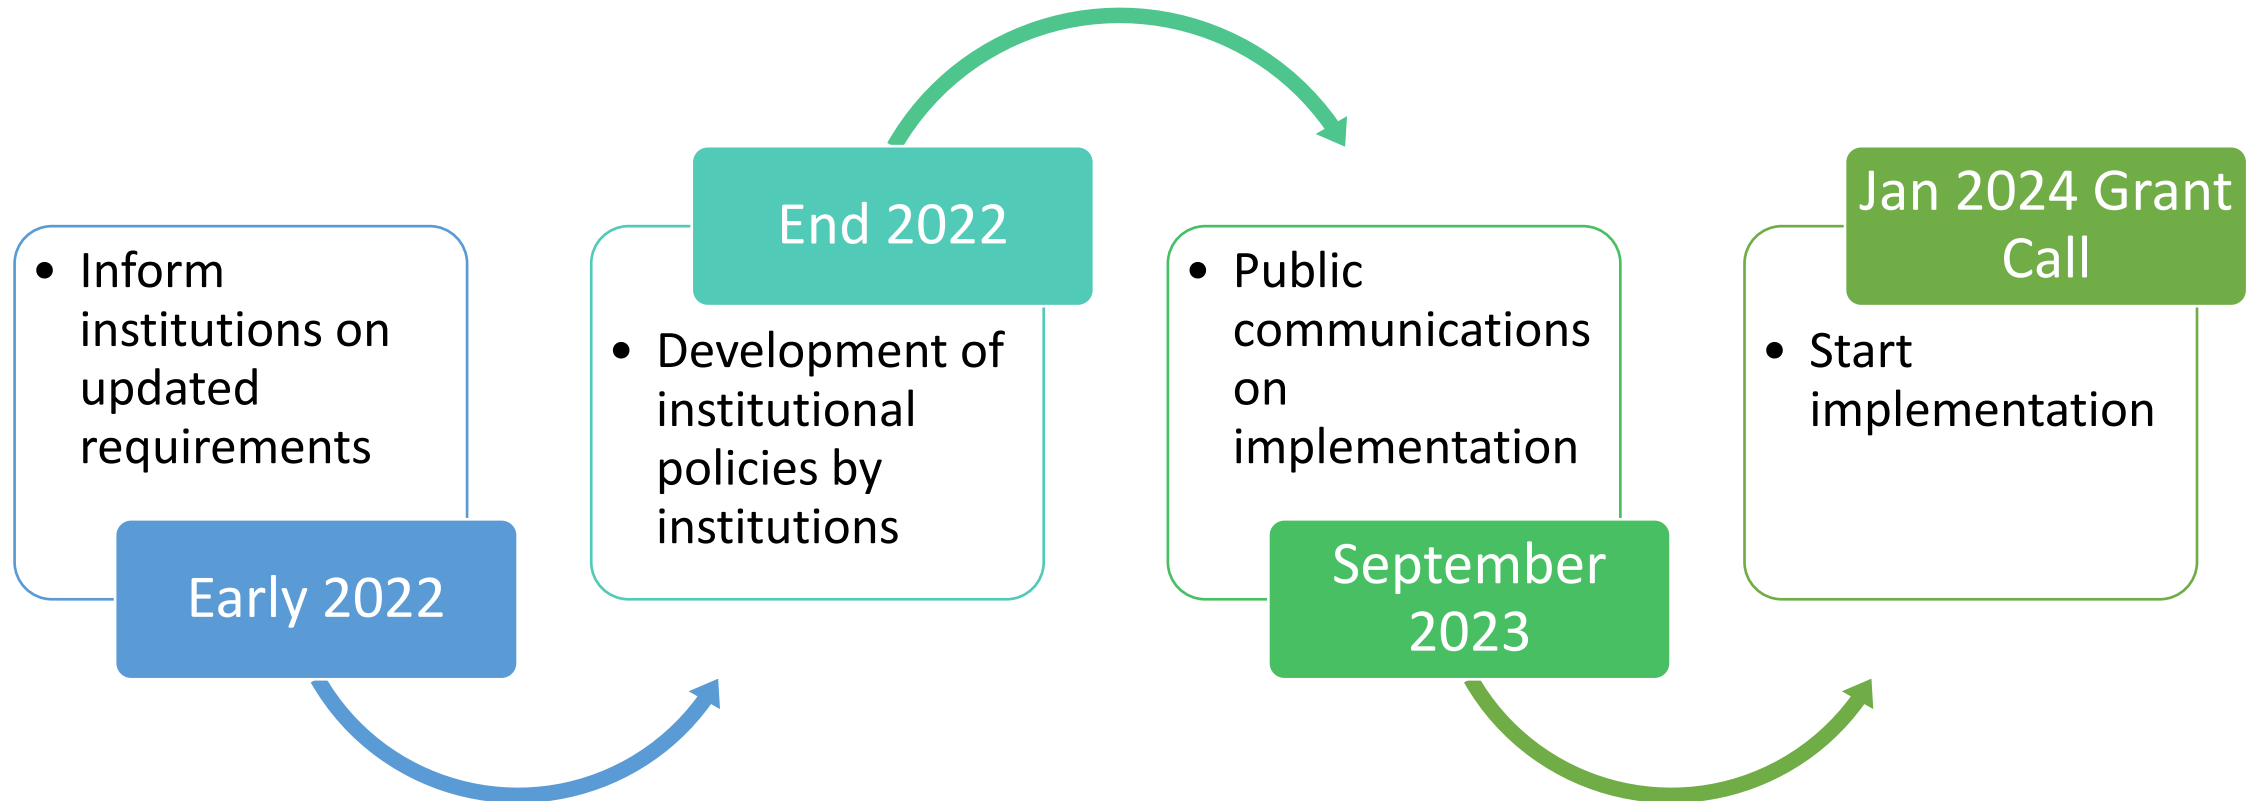 • Inform
institutions on
updated
requirements
Early 2022
End 2022
• Development of
institutional
policies by
institutions
• Public
communications
on
implementation
September
2023
Jan 2024 Grant
Call
• Start
implementation